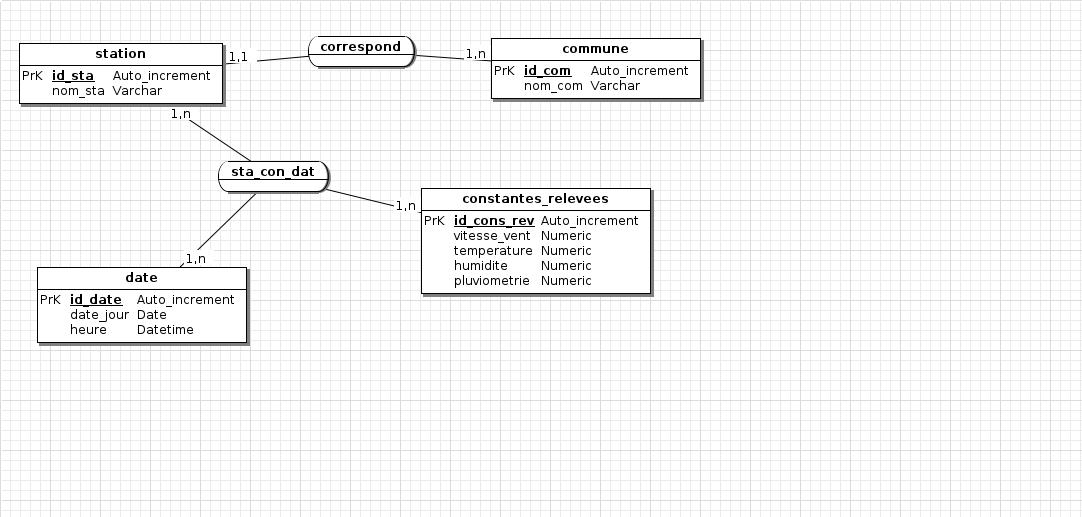 station
PrK id_sta Auto_increment
nom_sta Varchar
1,1
correspond
1,n
commune
PrK id_com Auto_increment
nom_com Varchar
1,n
sta_con_dat
1,n
constantes_relevees
PrK id_cons_rev Auto_increment
vitesse_vent Numeric
temperature Numeric
humidite Numeric
pluviometrie Numeric
1,n
date
PrK id_date Auto_increment
date_jour Date
heure Datetime